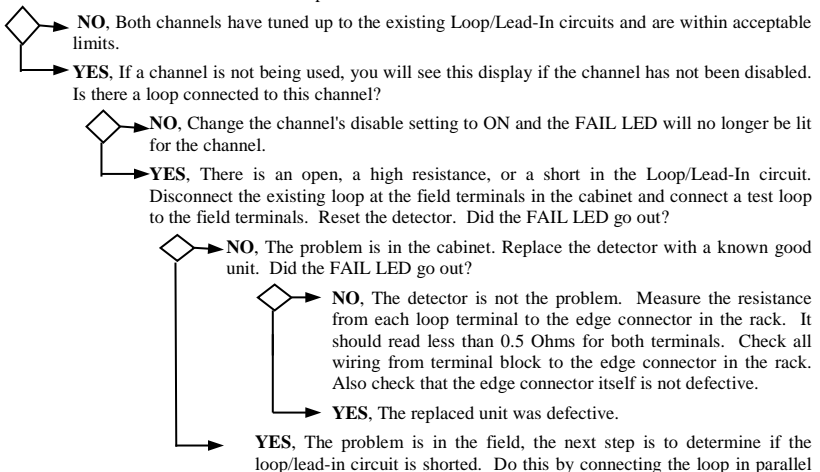 NO, Both channels have tuned up to the existing Loop/Lead-In circuits and are within acceptable
limits.
YES, If a channel is not being used, you will see this display if the channel has not been disabled.
Is there a loop connected to this channel?
NO, Change the channel's disable setting to ON and the FAIL LED will no longer be lit
for the channel.
YES, There is an open, a high resistance, or a short in the Loop/Lead-In circuit.
Disconnect the existing loop at the field terminals in the cabinet and connect a test loop
to the field terminals. Reset the detector. Did the FAIL LED go out?
NO, The problem is in the cabinet. Replace the detector with a known good
unit. Did the FAIL LED go out?
NO, The detector is not the problem. Measure the resistance
from each loop terminal to the edge connector in the rack. It
should read less than 0.5 Ohms for both terminals. Check all
wiring from terminal block to the edge connector in the rack.
Also check that the edge connector itself is not defective.
YES, The replaced unit was defective.
YES, The problem is in the field, the next step is to determine if the
loop/lead-in circuit is shorted. Do this by connecting the loop in parallel